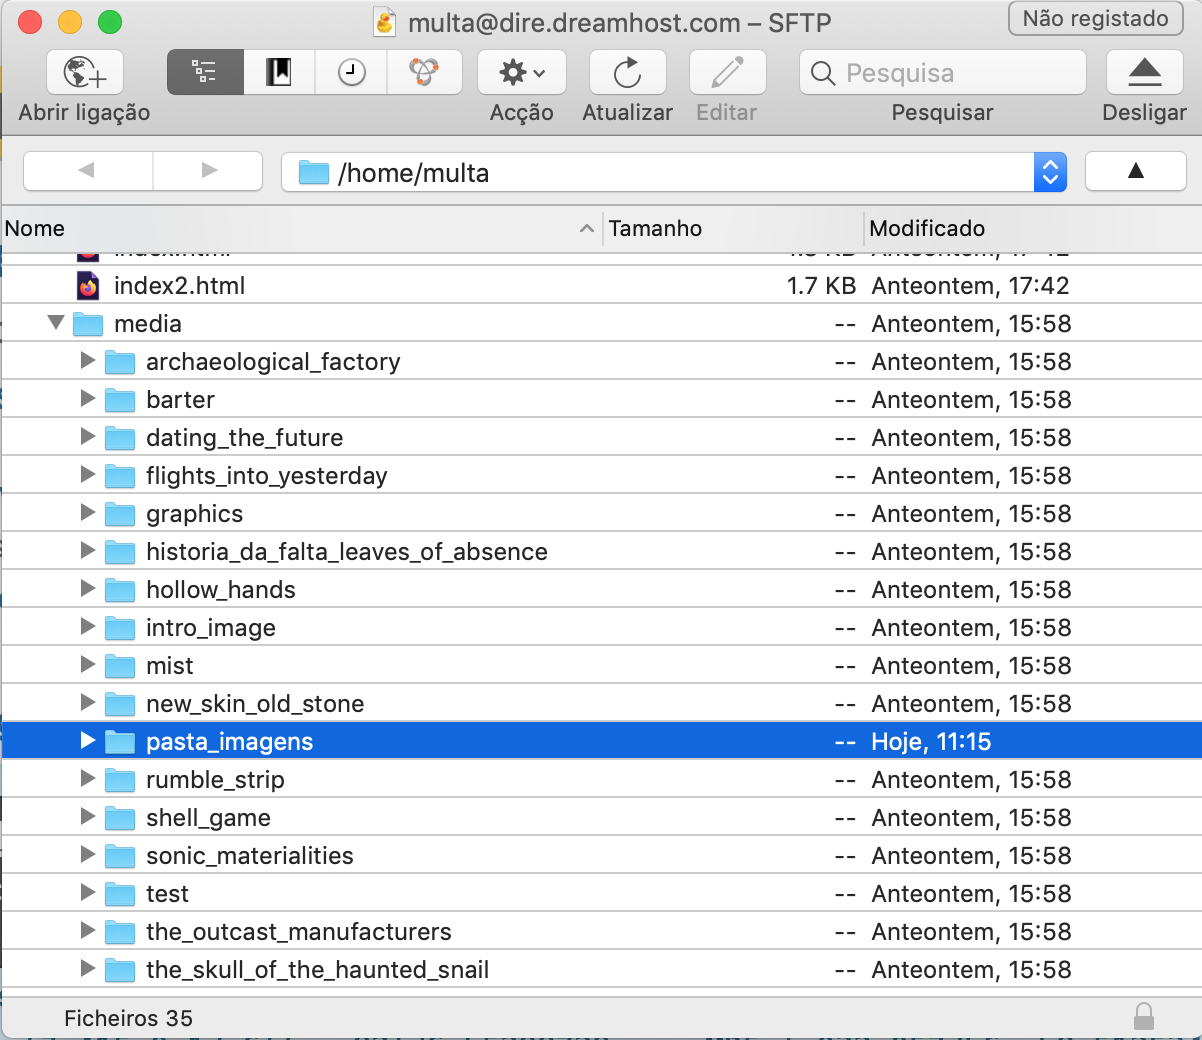 multa@dire.dreamhost.com – SFTP
Não registado
Pesquisa
Abrir ligação
Acção
Atualizar
Editar
Pesquisar
Desligar
/home/multa
Nome Tamanho Modificado
index2.html 1.7 KB Anteontem, 17:42
media -- Anteontem, 15:58
archaeological_factory -- Anteontem, 15:58
barter -- Anteontem, 15:58
dating_the_future -- Anteontem, 15:58
flights_into_yesterday -- Anteontem, 15:58
graphics -- Anteontem, 15:58
historia_da_falta_leaves_of_absence -- Anteontem, 15:58
hollow_hands -- Anteontem, 15:58
intro_image -- Anteontem, 15:58
mist -- Anteontem, 15:58
new_skin_old_stone -- Anteontem, 15:58
pasta_imagens -- Hoje, 11:15
rumble_strip -- Anteontem, 15:58
shell_game -- Anteontem, 15:58
sonic_materialities -- Anteontem, 15:58
test -- Anteontem, 15:58
the_outcast_manufacturers -- Anteontem, 15:58
the_skull_of_the_haunted_snail -- Anteontem, 15:58
Ficheiros 35